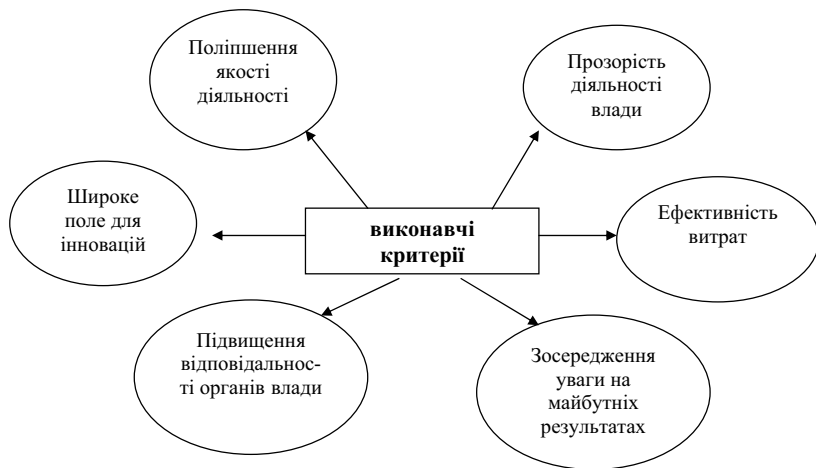 Поліпшення
якості
діяльності
Прозорість
діяльності
влади
Широке
поле для
інновацій
виконавчі
критерії
Ефективність
витрат
Підвищення
відповідальнос-
ті органів влади
Зосередження
уваги на
майбутніх
результатах